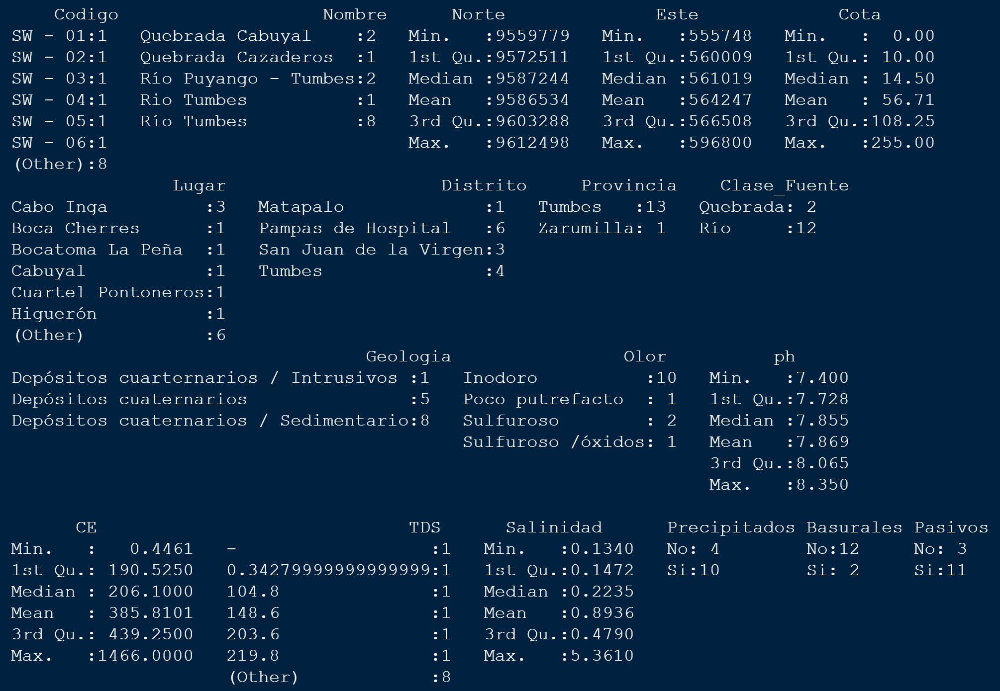 Codigo Nombre Norte Este Cota
SW - 01:1 Quebrada Cabuyal :2 Min. :9559779 Min. :555748 Min. : 0.00
SW - 02:1 Quebrada Cazaderos :1 1st Qu.:9572511 1st Qu.:560009 1st Qu.: 10.00
SW - 03:1 Río Puyango - Tumbes:2 Median :9587244 Median :561019 Median : 14.50
SW - 04:1 Rio Tumbes :1 Mean :9586534 Mean :564247 Mean : 56.71
SW - 05:1 Río Tumbes :8 3rd Qu.:9603288 3rd Qu.:566508 3rd Qu.:108.25
SW - 06:1 Max. :9612498 Max. :596800 Max. :255.00
(Other):8
Lugar Distrito Provincia Clase_Fuente
Cabo Inga :3 Matapalo :1 Tumbes :13 Quebrada: 2
Boca Cherres :1 Pampas de Hospital :6 Zarumilla: 1 Río :12
Bocatoma La Peña :1 San Juan de la Virgen:3
Cabuyal :1 Tumbes :4
Cuartel Pontoneros:1
Higuerón :1
(Other) :6
Geologia Olor ph
Depósitos cuarternarios / Intrusivos :1 Inodoro :10 Min. :7.400
Depósitos cuaternarios :5 Poco putrefacto : 1 1st Qu.:7.728
Depósitos cuaternarios / Sedimentario:8 Sulfuroso : 2 Median :7.855
Sulfuroso /óxidos: 1 Mean :7.869
3rd Qu.:8.065
Max. :8.350
CE TDS Salinidad Precipitados Basurales Pasivos
Min. : 0.4461 - :1 Min. :0.1340 No: 4 No:12 No: 3
1st Qu.: 190.5250 0.34279999999999999:1 1st Qu.:0.1472 Si:10 Si: 2 Si:11
Median : 206.1000 104.8 :1 Median :0.2235
Mean : 385.8101 148.6 :1 Mean :0.8936
3rd Qu.: 439.2500 203.6 :1 3rd Qu.:0.4790
Max. :1466.0000 219.8 :1 Max. :5.3610
(Other) :8